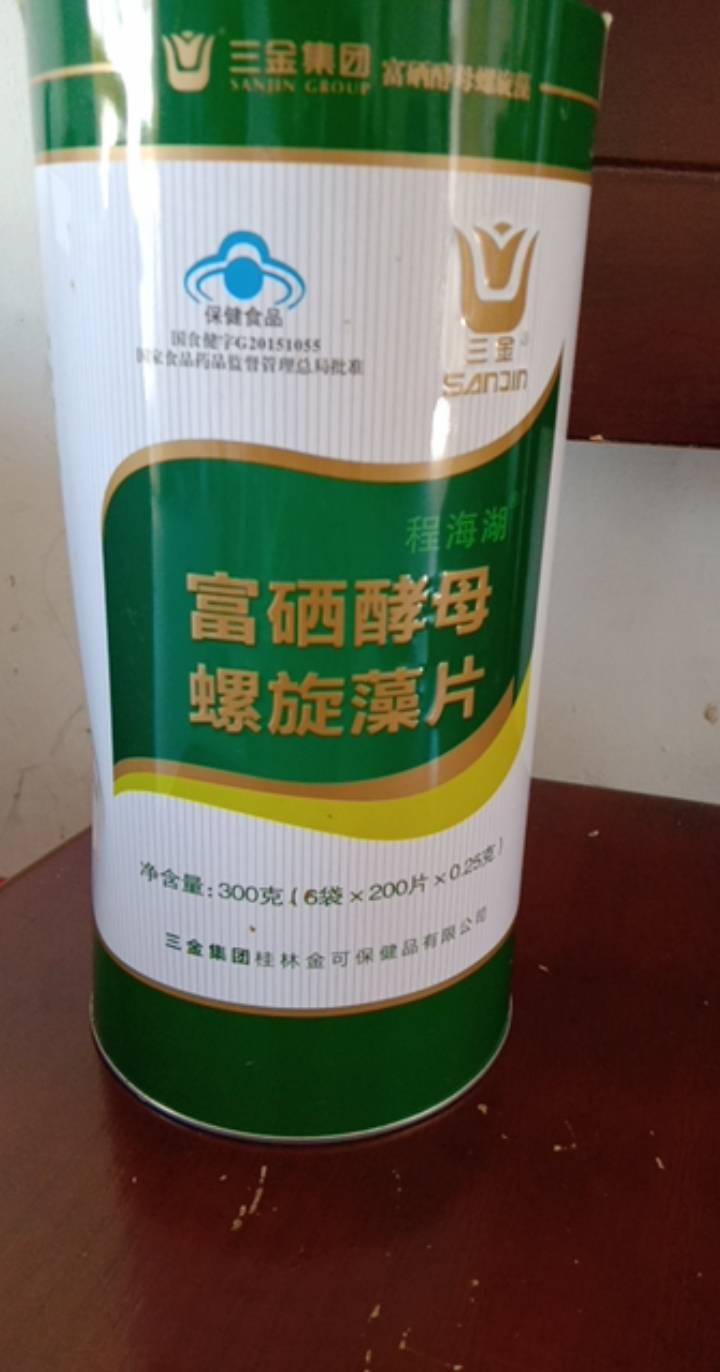 三金集团 富硒酵母螺旋藻
SANJIN GROUP
保健食品
国食健字G20151055
国家食品药品监督管理总局批准
三金
SANJIN
程海湖
富硒酵母
螺旋藻片
净含量:300克(6袋×200片×0.25克)
三金集团桂林金可保健品有限公司